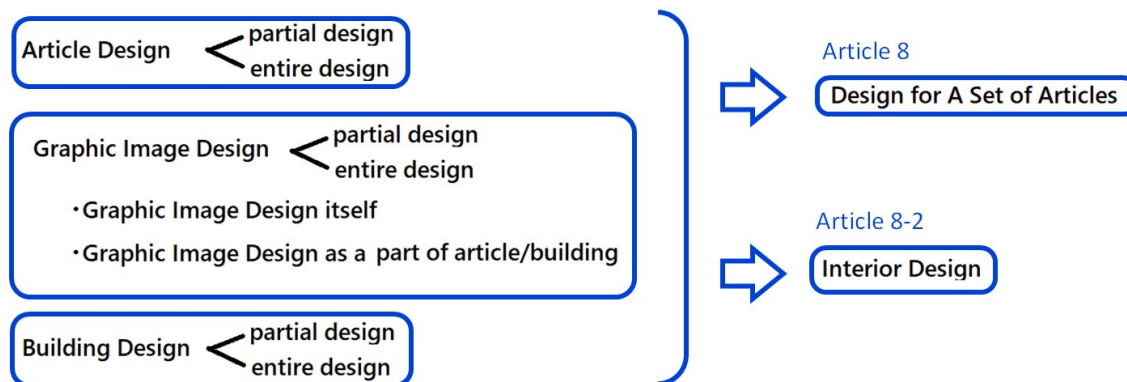 Article Design
partial design
entire design
Graphic Image Design
partial design
entire design
・Graphic Image Design itself
・Graphic Image Design as a part of article/building
Building Design
partial design
entire design
Article 8
Design for A Set of Articles
Article 8-2
Interior Design